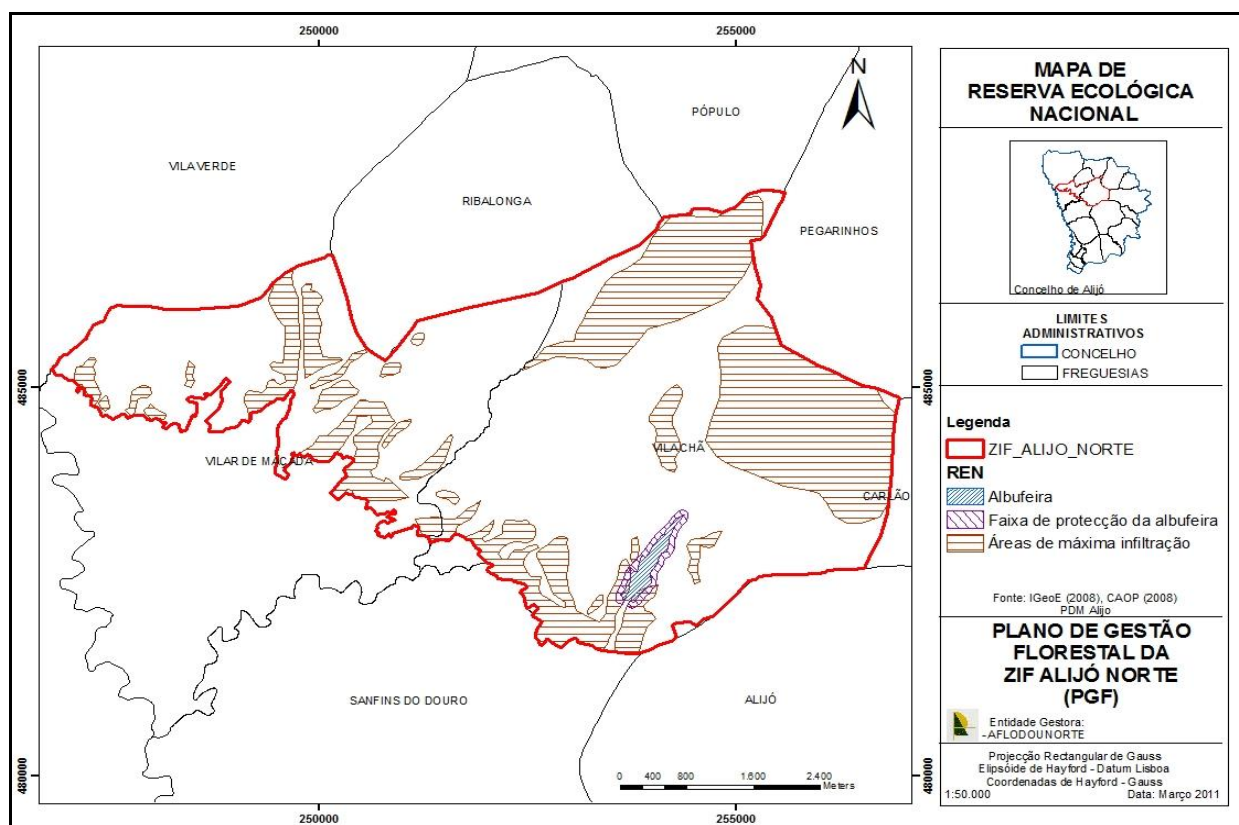 250000
255000
485000
485000
480000
480000
250000
255000
N
PÓPULO
VILA VERDE
RIBALONGA
PEGARINHOS
VILA CHÃ
VILAR DE MAÇADA
CARLÃO
SANFINS DO DOURO
ALIJÓ
0 400 800 1.600 2.400
Meters
MAPA DE
RESERVA ECOLÓGICA
NACIONAL
Concelho de Alijó
LIMITES
ADMINISTRATIVOS
CONCELHO
FREGUESIAS
Legenda
ZIF_ALIJO_NORTE
REN
Albufeira
Faixa de protecção da albufeira
Áreas de máxima infiltração
Fonte: IGeoE (2008), CAOP (2008)
PDM Alijo
PLANO DE GESTÃO
FLORESTAL DA
ZIF ALIJÓ NORTE
(PGF)
Entidade Gestora:
-AFLODOUNORTE
Projecção Rectangular de Gauss
Elipsóide de Hayford - Datum Lisboa
Coordenadas de Hayford - Gauss
1:50.000 Data: Março 2011